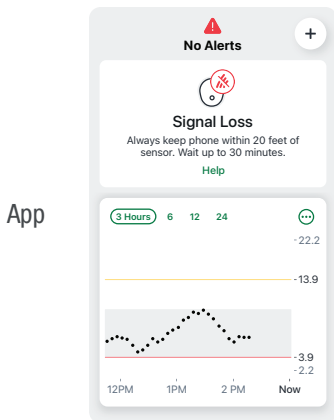 No Alerts
+
Signal Loss
Always keep phone within 20 feet of
sensor. Wait up to 30 minutes.
Help
App
3 Hours 6 12 24
22.2
13.9
3.9
2.2
12PM 1PM 2 PM Now